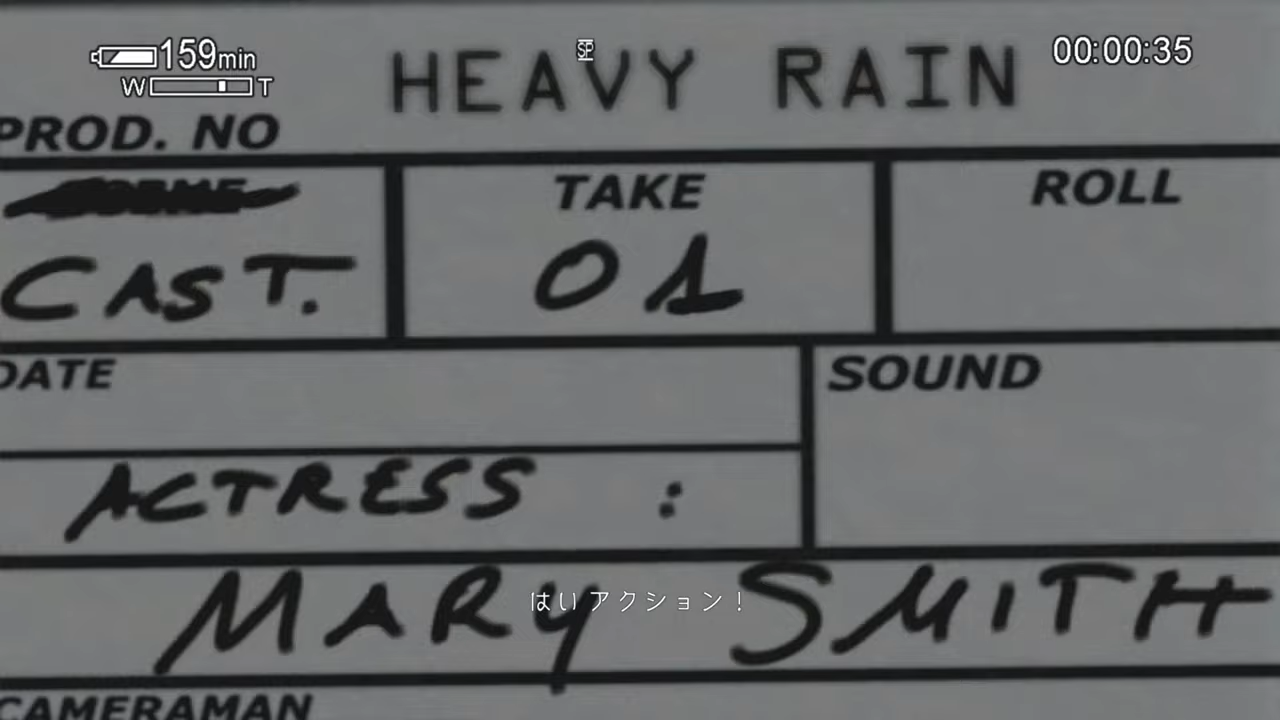 159min
SP
00:00:35
W T
HEAVY RAIN
PROD. NO
TAKE
ROLL
CAST.
01
DATE
SOUND
ACTRESS :
MARY SMITH
はい アクション！
CAMERAMAN